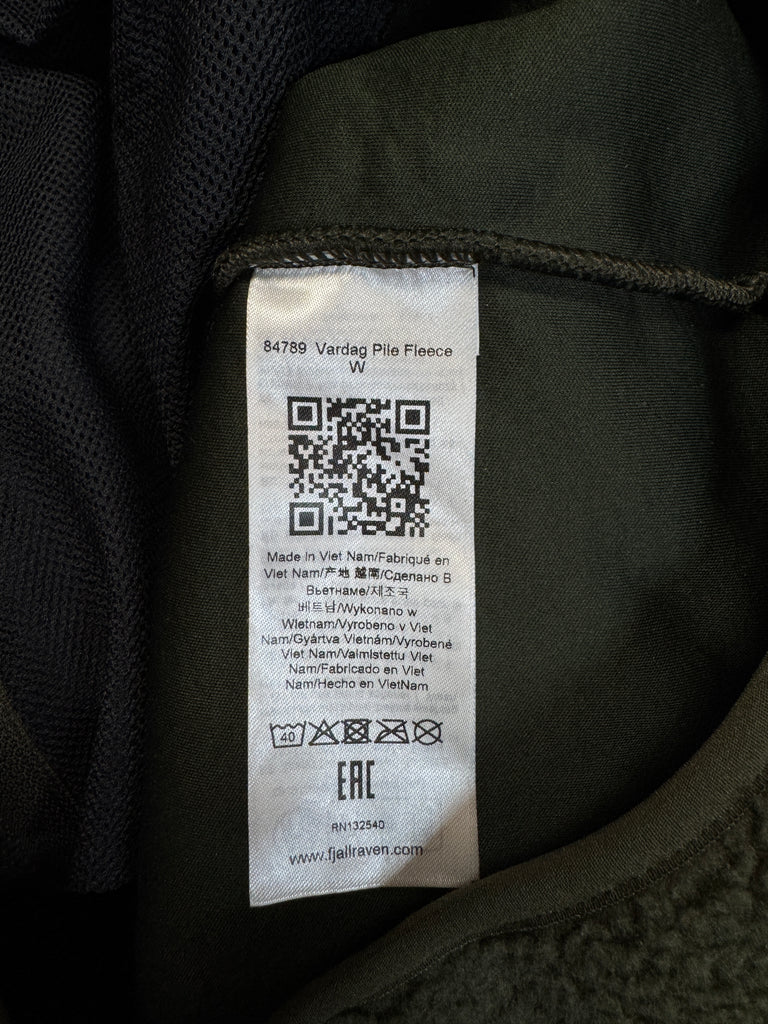 84789 Vardag Pile Fleece
W
Made in Viet Nam/Fabriqué en
Viet Nam/产地 越南/Сделано в
Вьетнаме/제조국
베트남/Wykonano w
Wietnam/Vyrobeno v Viet
Nam/Gyártva Vietnám/Vyrobené
Viet Nam/Valmistettu Viet
Nam/Fabricado en Viet
Nam/Hecho en VietNam
40
EAC
RN132540
www.fjallraven.com